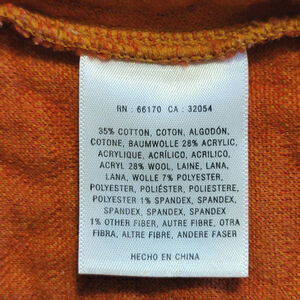 RN : 66170 CA : 32054
35% COTTON, COTON, ALGODÓN,
COTONE, BAUMWOLLE 28% ACRYLIC,
ACRYLIQUE, ACRÍLICO, ACRILICO,
ACRYL 28% WOOL, LAINE, LANA,
LANA, WOLLE 7% POLYESTER,
POLYESTER, POLIÉSTER, POLIESTERE,
POLYESTER 1% SPANDEX, SPANDEX,
SPANDEX, SPANDEX, SPANDEX
1% OTHER FIBER, AUTRE FIBRE, OTRA
FIBRA, ALTRE FIBRE, ANDERE FASER
HECHO EN CHINA